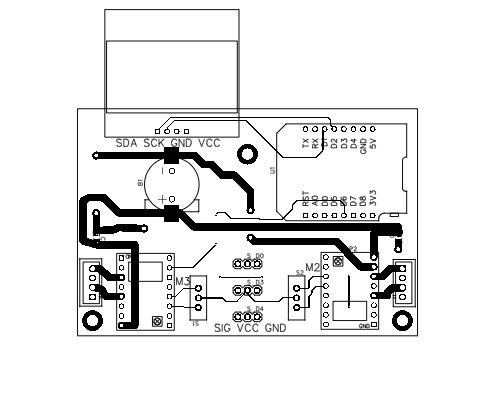 SDA SCK GND VCC
TX RX D1 D2 D3 D4 GND 5V
U1
B1
RST A0 D0 D5 D6 D7 D8 3V3
S D0
P2
M3
S D3
S2
M2
S D4
SIG VCC GND
GND